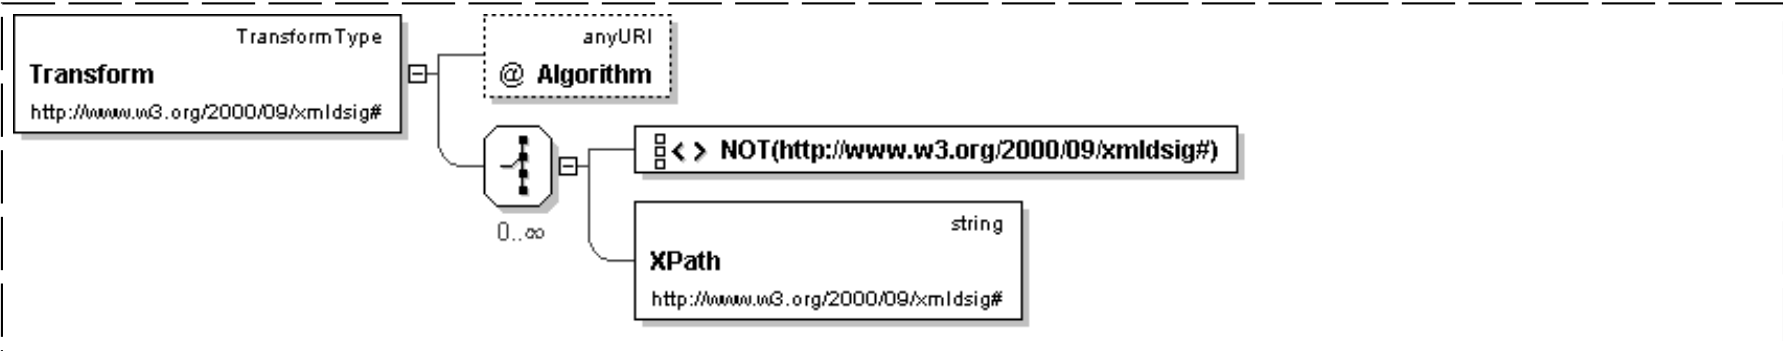 TransformType
Transform
http://www.w3.org/2000/09/xmldsig#
anyURI
@ Algorithm
0..∞
< > NOT(http://www.w3.org/2000/09/xmldsig#)
string
XPath
http://www.w3.org/2000/09/xmldsig#